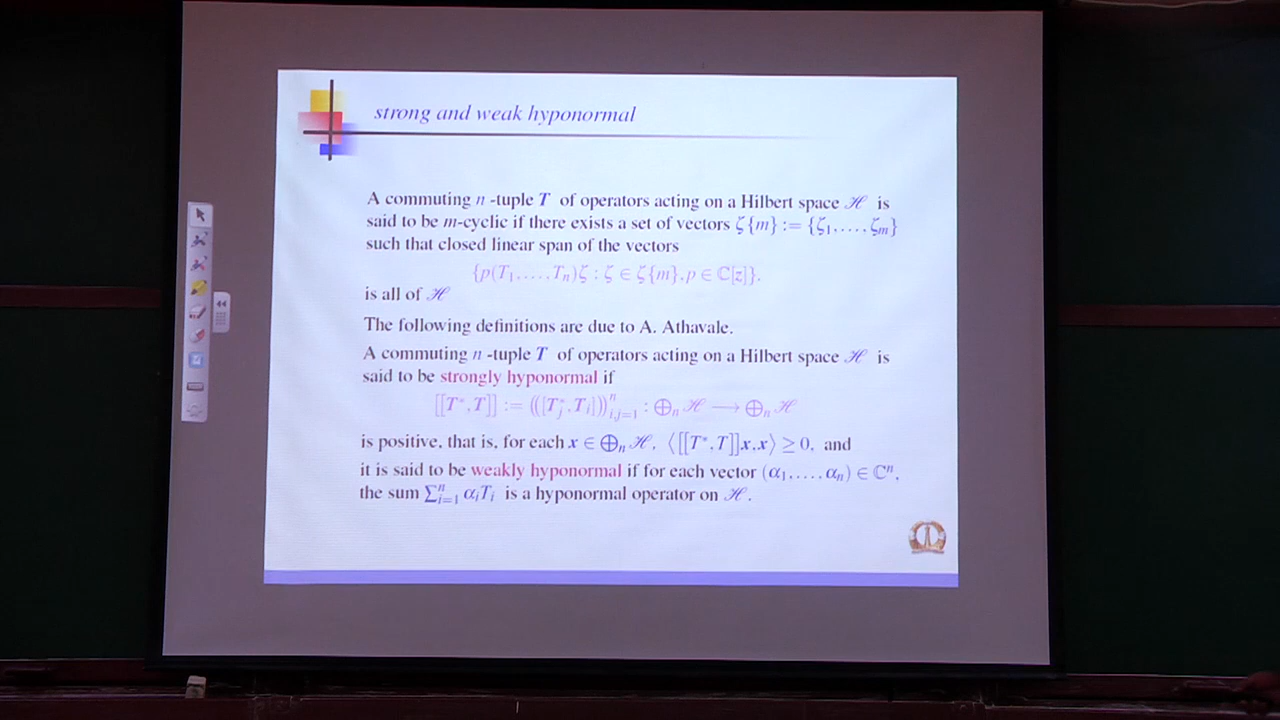 strong and weak hyponormal
A commuting n -tuple T of operators acting on a Hilbert space ℋ is
said to be m-cyclic if there exists a set of vectors ζ{m} := {ζ₁,...,ζₘ}
such that closed linear span of the vectors
{p(T₁,...,Tₙ)ζ : ζ ∈ ζ{m}, p ∈ ℂ[z]}.
is all of ℋ
The following definitions are due to A. Athavale.
A commuting n -tuple T of operators acting on a Hilbert space ℋ is
said to be strongly hyponormal if
[[T*,T]] := (([Tⱼ*,Tᵢ]))ⁿᵢ,ⱼ₌₁ : ⊕ₙ ℋ ⟶ ⊕ₙ ℋ
is positive, that is, for each x ∈ ⊕ₙ ℋ, ⟨[[T*,T]]x,x⟩ ≥ 0, and
it is said to be weakly hyponormal if for each vector (α₁,...,αₙ) ∈ ℂⁿ,
the sum ∑ⁿᵢ₌₁ αᵢTᵢ is a hyponormal operator on ℋ.